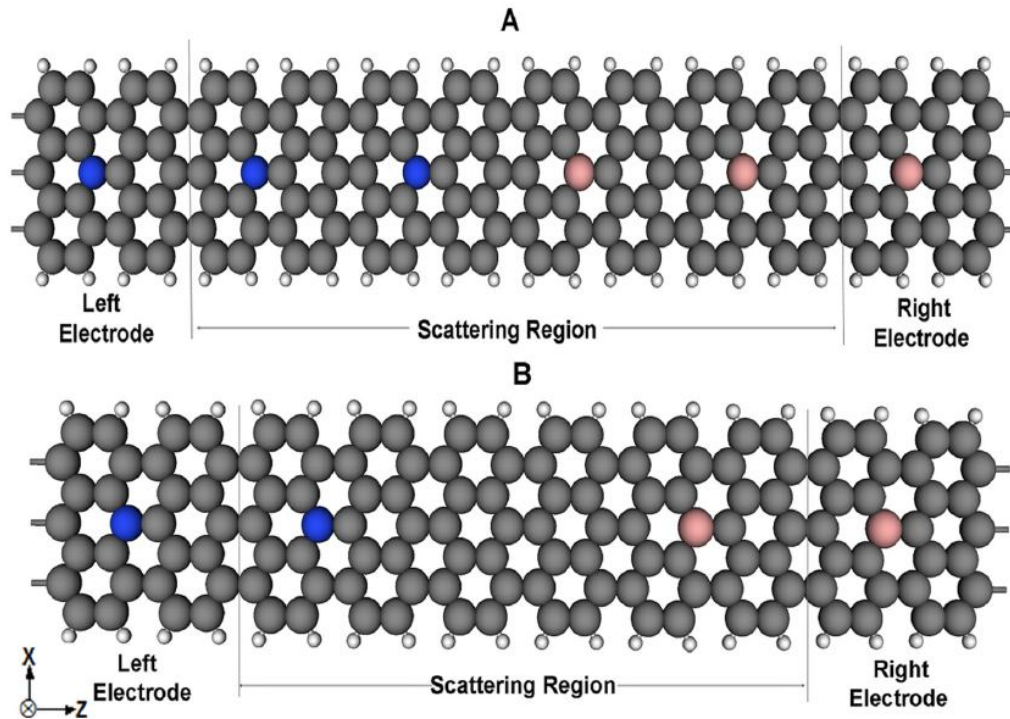 A
Left
Electrode
Scattering Region
Right
Electrode
B
Left
Electrode
Scattering Region
Right
Electrode
X
Z